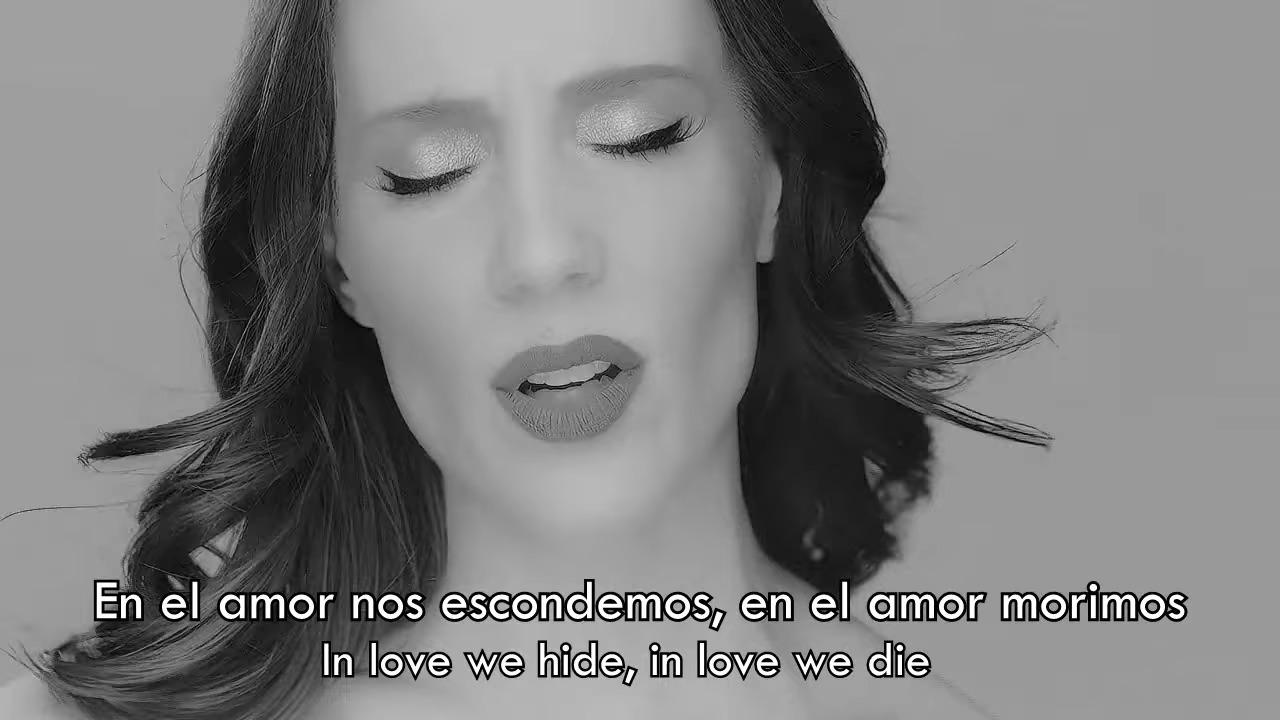 En el amor nos escondemos, en el amor morimos
In love we hide, in love we die